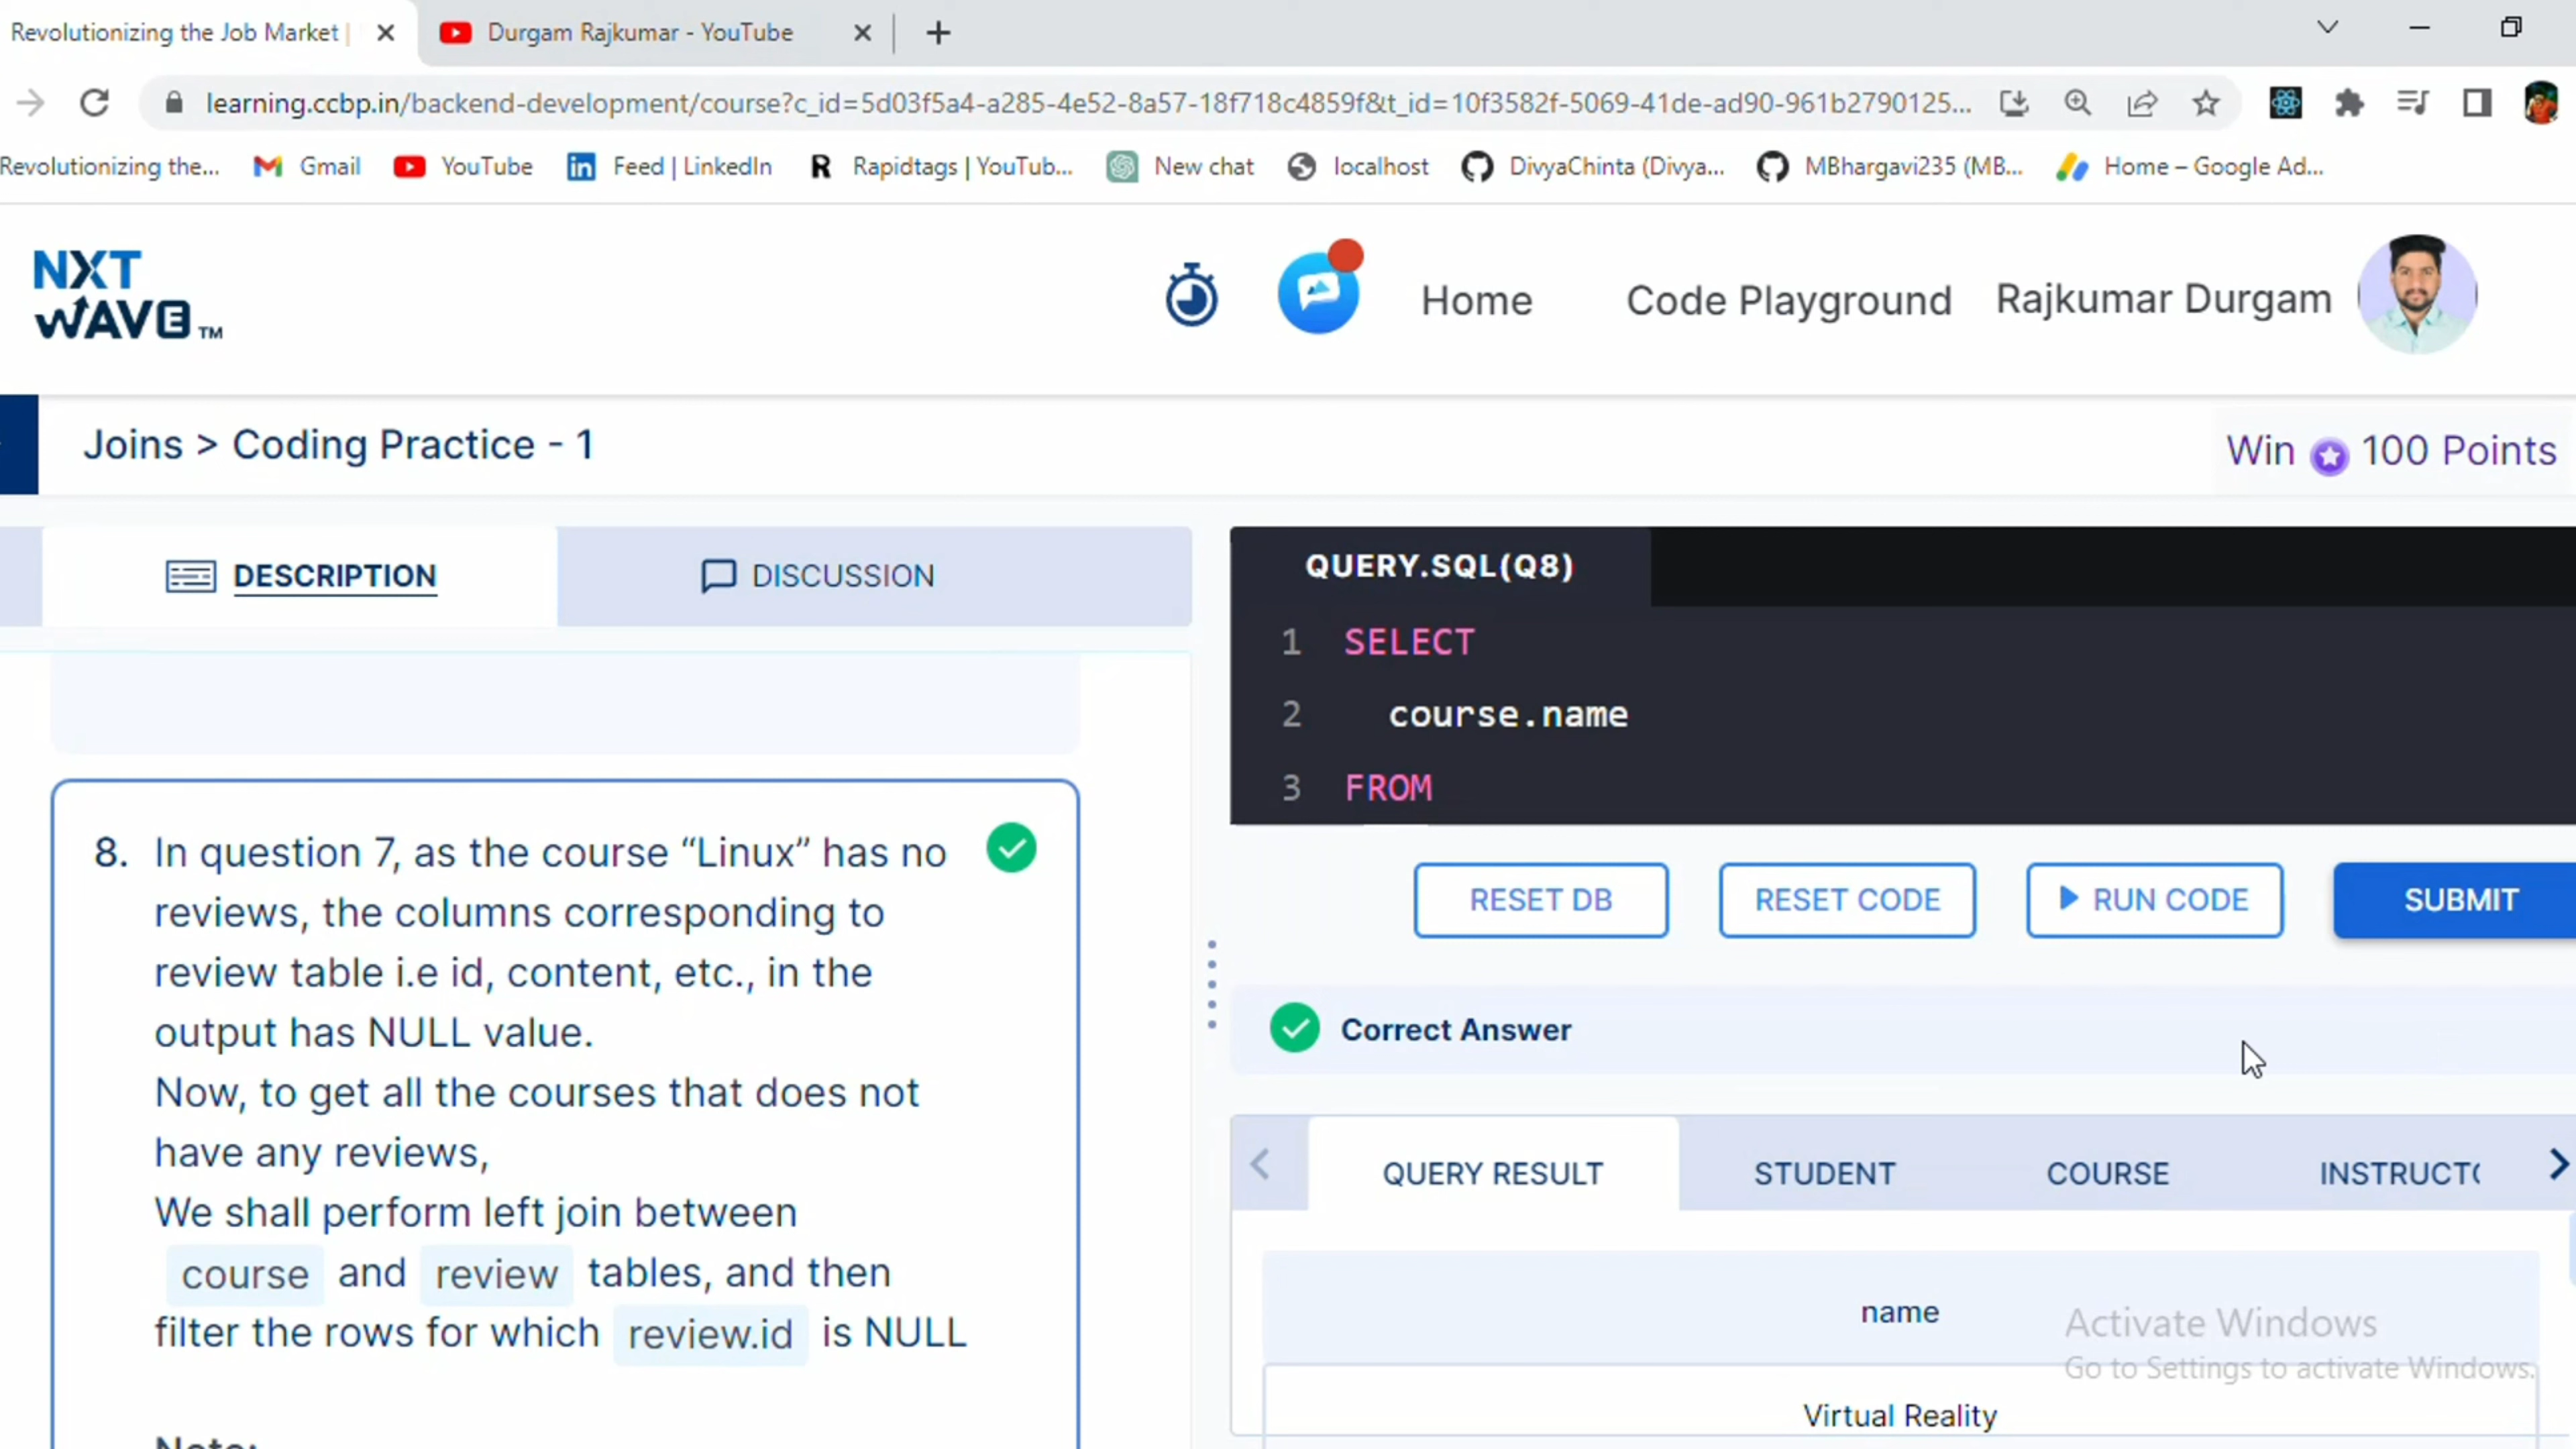 Revolutionizing the Job Market |
Durgam Rajkumar - YouTube
learning.ccbp.in/backend-development/course?c_id=5d03f5a4-a285-4e52-8a57-18f718c4859f&t_id=10f3582f-5069-41de-ad90-961b2790125...
Revolutionizing the...
Gmail
YouTube
Feed | LinkedIn
Rapidtags | YouTub...
New chat
localhost
DivyaChinta (Divya...
MBhargavi235 (MB...
Home – Google Ad...
NXT
WAVE TM
Home
Code Playground
Rajkumar Durgam
Joins > Coding Practice - 1
Win 100 Points
DESCRIPTION
DISCUSSION
8. In question 7, as the course “Linux” has no
reviews, the columns corresponding to
review table i.e id, content, etc., in the
output has NULL value.
Now, to get all the courses that does not
have any reviews,
We shall perform left join between
course and review tables, and then
filter the rows for which review.id is NULL
QUERY.SQL(Q8)
1 SELECT
2 course.name
3 FROM
RESET DB
RESET CODE
RUN CODE
SUBMIT
Correct Answer
QUERY RESULT
STUDENT
COURSE
INSTRUCT
name
Virtual Reality
Activate Windows
Go to Settings to activate Windows.